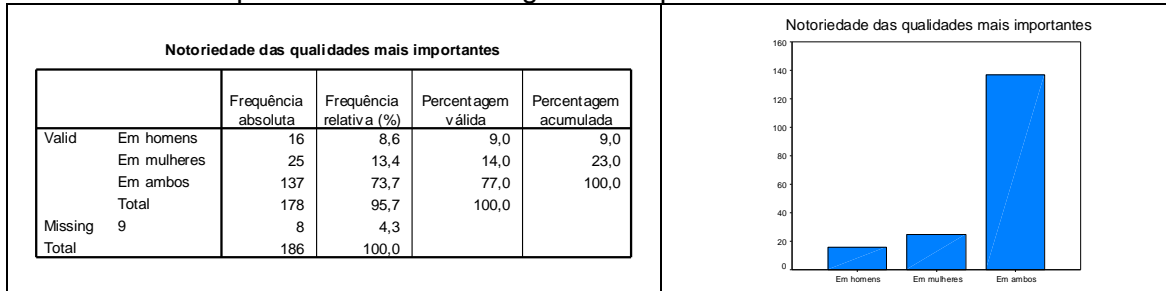 Notoriedade das qualidades mais importantes
Frequência absoluta Frequência relativa (%) Percentagem válida Percentagem acumulada
Valid Em homens 16 8,6 9,0 9,0
Em mulheres 25 13,4 14,0 23,0
Em ambos 137 73,7 77,0 100,0
Total 178 95,7 100,0
Missing 9 8 4,3
Total 186 100,0
Notoriedade das qualidades mais importantes
160
140
120
100
80
60
40
20
0
Em homens Em mulheres Em ambos